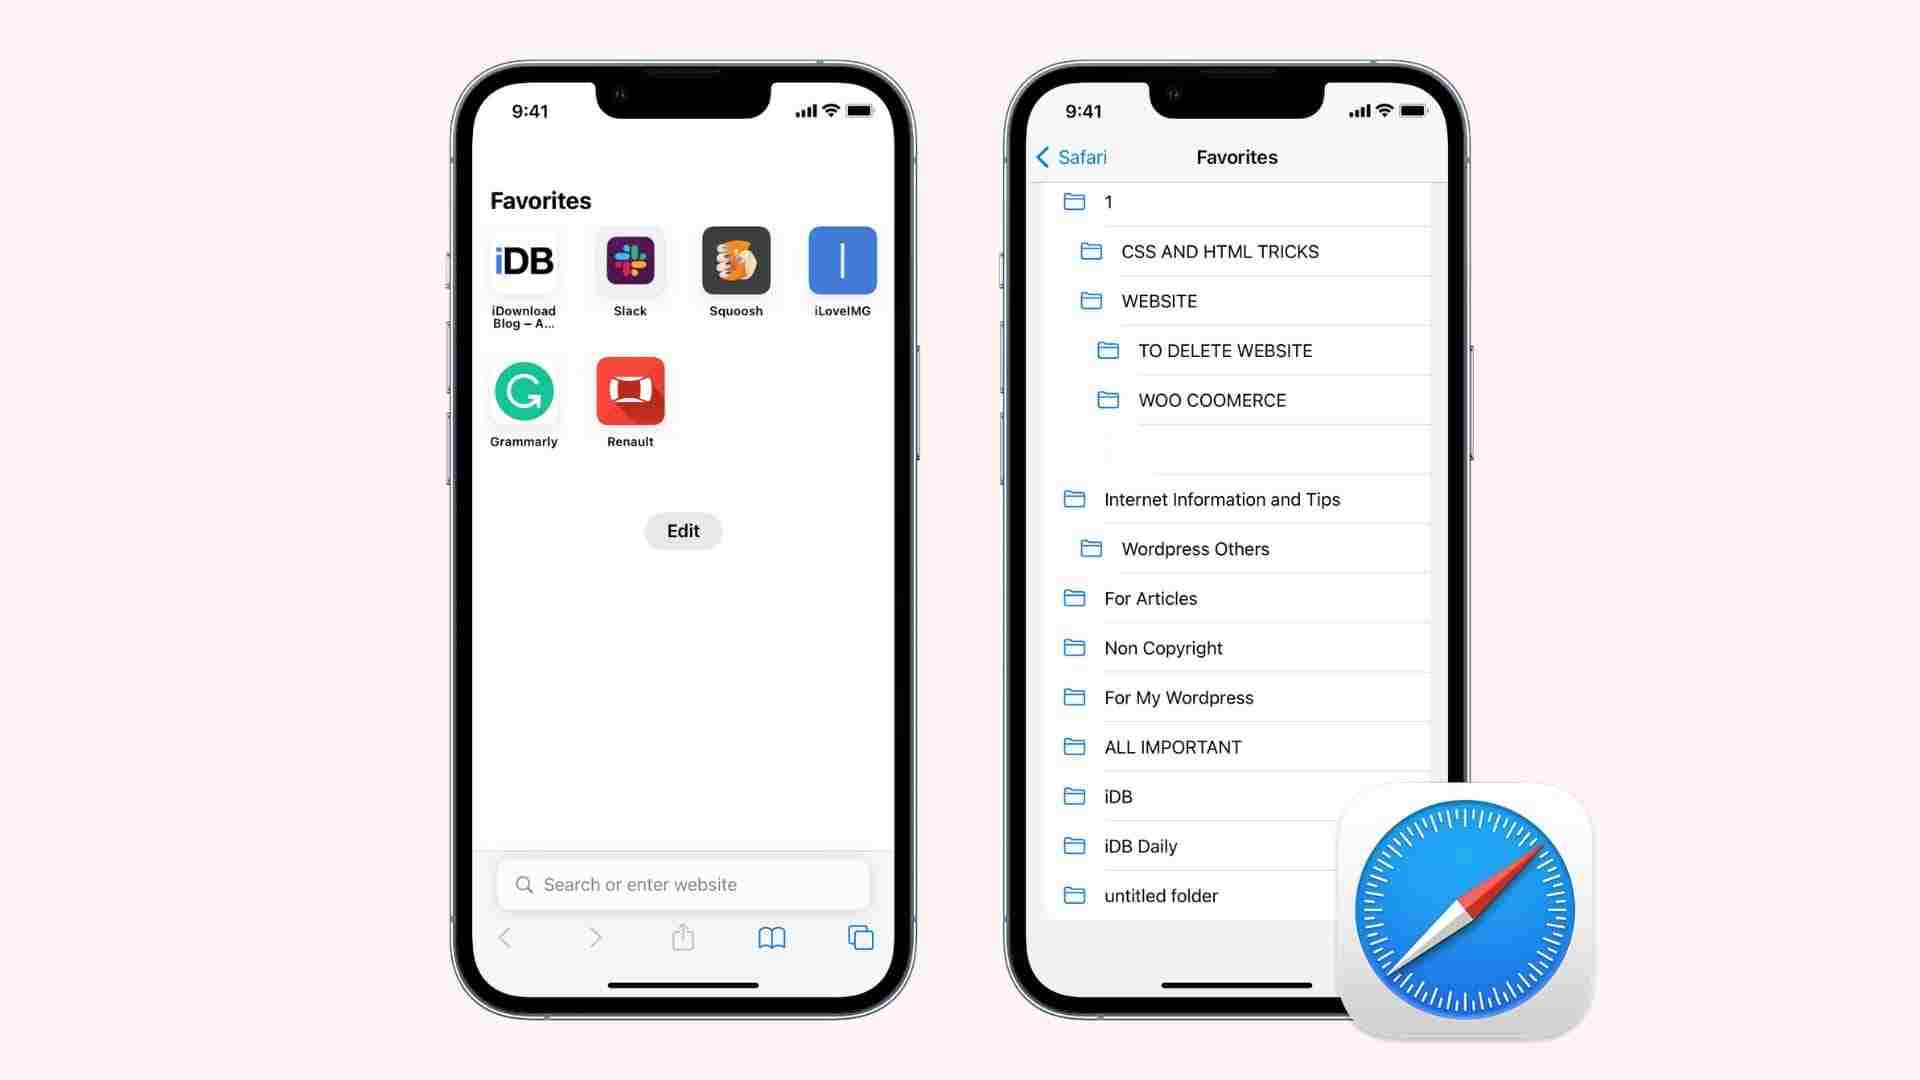 9:41
Favorites
iDB
iDownload
Blog – A...
Slack
Squoosh
I
iLoveIMG
G
Grammarly
Renault
Edit
Search or enter website
9:41
Safari
Favorites
1
CSS AND HTML TRICKS
WEBSITE
TO DELETE WEBSITE
WOO COOMERCE
Internet Information and Tips
Wordpress Others
For Articles
Non Copyright
For My Wordpress
ALL IMPORTANT
iDB
iDB Daily
untitled folder